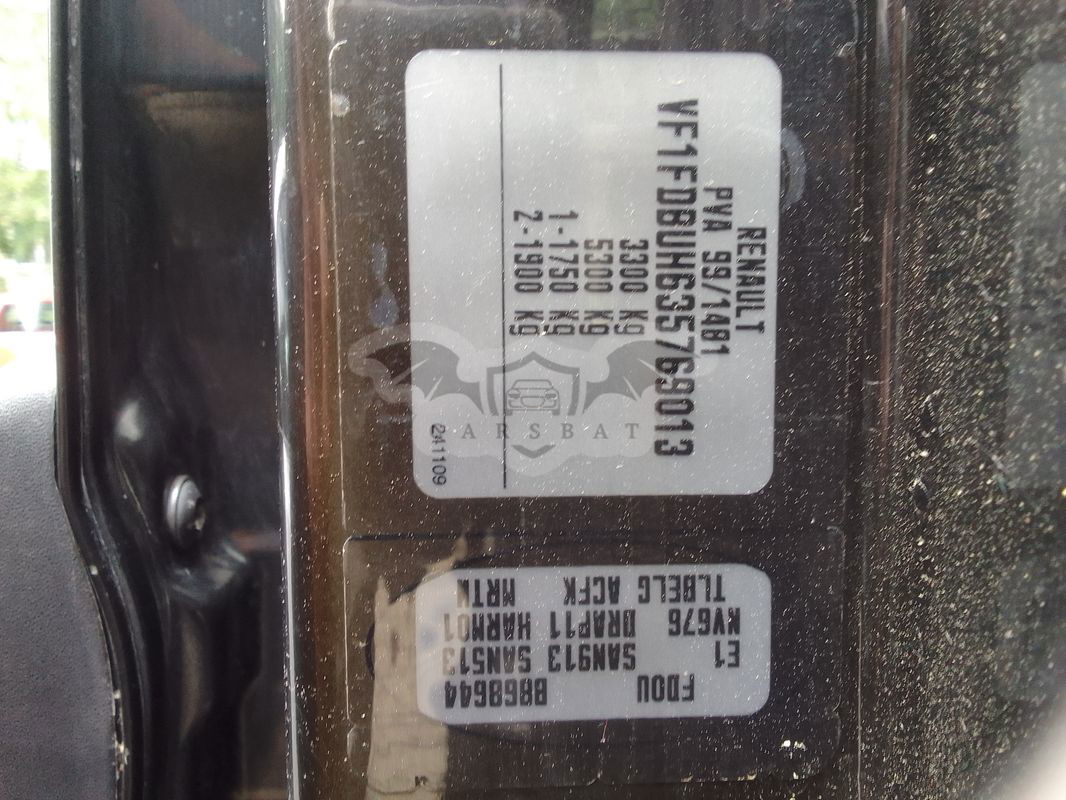 RENAULT
PVA 99/1481
VF1FDBUH635769013
3300 Kg
5300 Kg
1-1750 Kg
2-1900 Kg
241109
FDOU B868644
E1 SAN913 SAN513
NV676 DRAP11 HARM01
TLBELG ACFK MRTN
CARSBAT